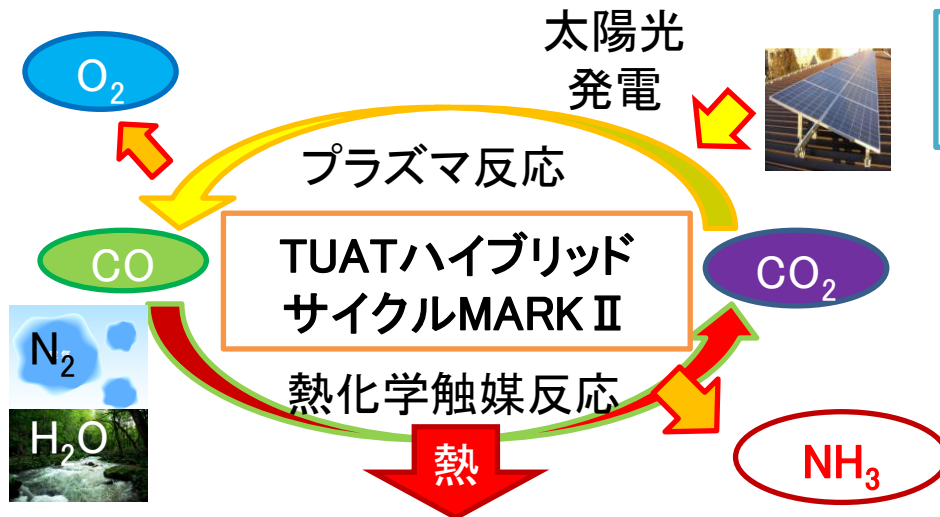 太陽光
発電
O₂
プラズマ反応
CO
TUATハイブリッド
サイクルMARKⅡ
CO₂
N₂
熱化学触媒反応
H₂O
熱
NH₃